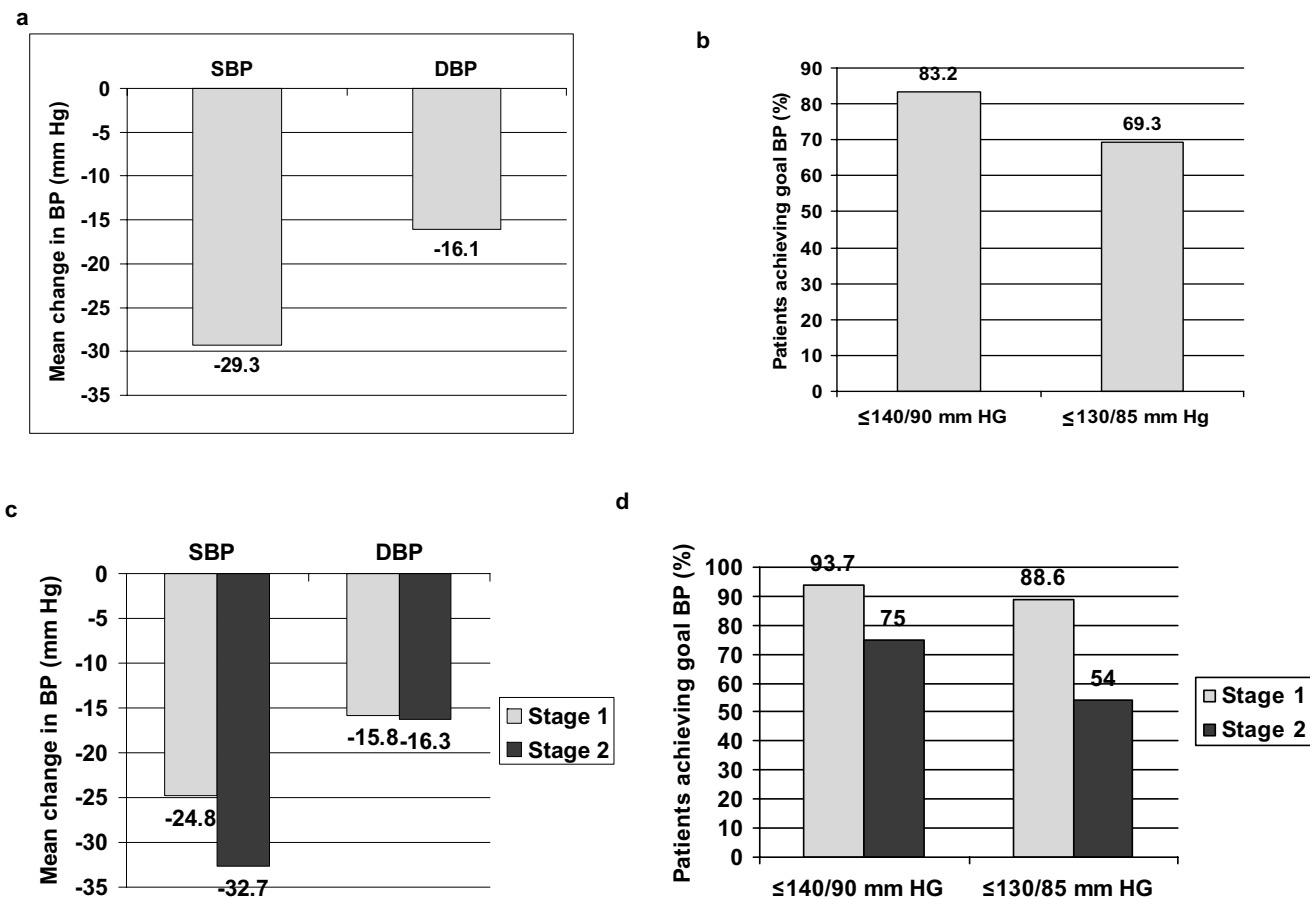 a
SBP
DBP
0
-5
-10
-15
-20
-25
-30
-35
Mean change in BP (mm Hg)
-29.3
-16.1
b
90
80
70
60
50
40
30
20
10
0
Patients achieving goal BP (%)
83.2
69.3
≤140/90 mm HG
≤130/85 mm Hg
c
SBP
DBP
0
-5
-10
-15
-20
-25
-30
-35
Mean change in BP (mm Hg)
-24.8
-32.7
-15.8
-16.3
Stage 1
Stage 2
d
100
90
80
70
60
50
40
30
20
10
0
Patients achieving goal BP (%)
93.7
75
88.6
54
≤140/90 mm HG
≤130/85 mm HG
Stage 1
Stage 2